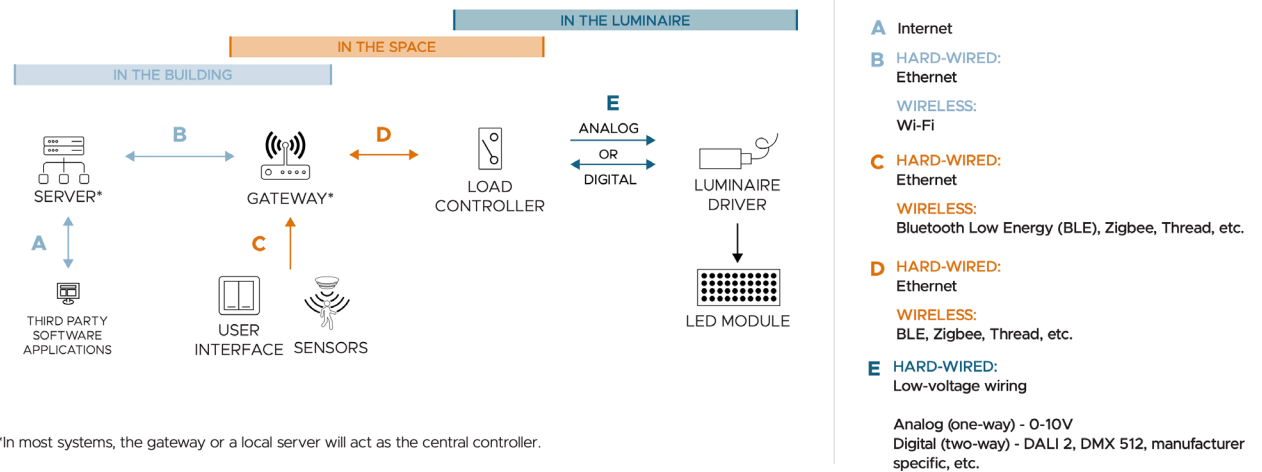 IN THE LUMINAIRE
IN THE SPACE
IN THE BUILDING
B
D
E
ANALOG
OR
DIGITAL
SERVER*
GATEWAY*
LOAD
CONTROLLER
LUMINAIRE
DRIVER
A
C
THIRD PARTY
SOFTWARE
APPLICATIONS
USER
INTERFACE
SENSORS
LED MODULE
*In most systems, the gateway or a local server will act as the central controller.
A Internet
B HARD-WIRED:
Ethernet
WIRELESS:
Wi-Fi
C HARD-WIRED:
Ethernet
WIRELESS:
Bluetooth Low Energy (BLE), Zigbee, Thread, etc.
D HARD-WIRED:
Ethernet
WIRELESS:
BLE, Zigbee, Thread, etc.
E HARD-WIRED:
Low-voltage wiring
Analog (one-way) - 0-10V
Digital (two-way) - DALI 2, DMX 512, manufacturer
specific, etc.